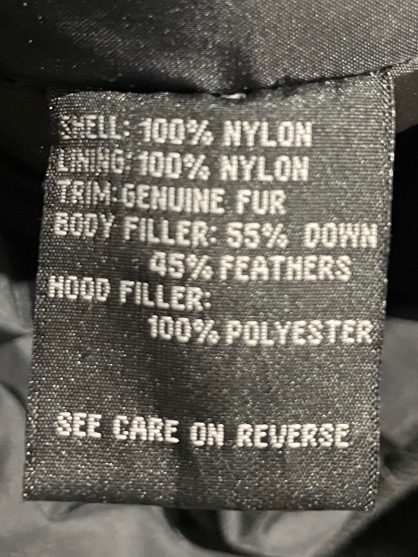 SHELL: 100% NYLON
LINING: 100% NYLON
TRIM: GENUINE FUR
BODY FILLER: 55% DOWN
45% FEATHERS
HOOD FILLER:
100% POLYESTER
SEE CARE ON REVERSE